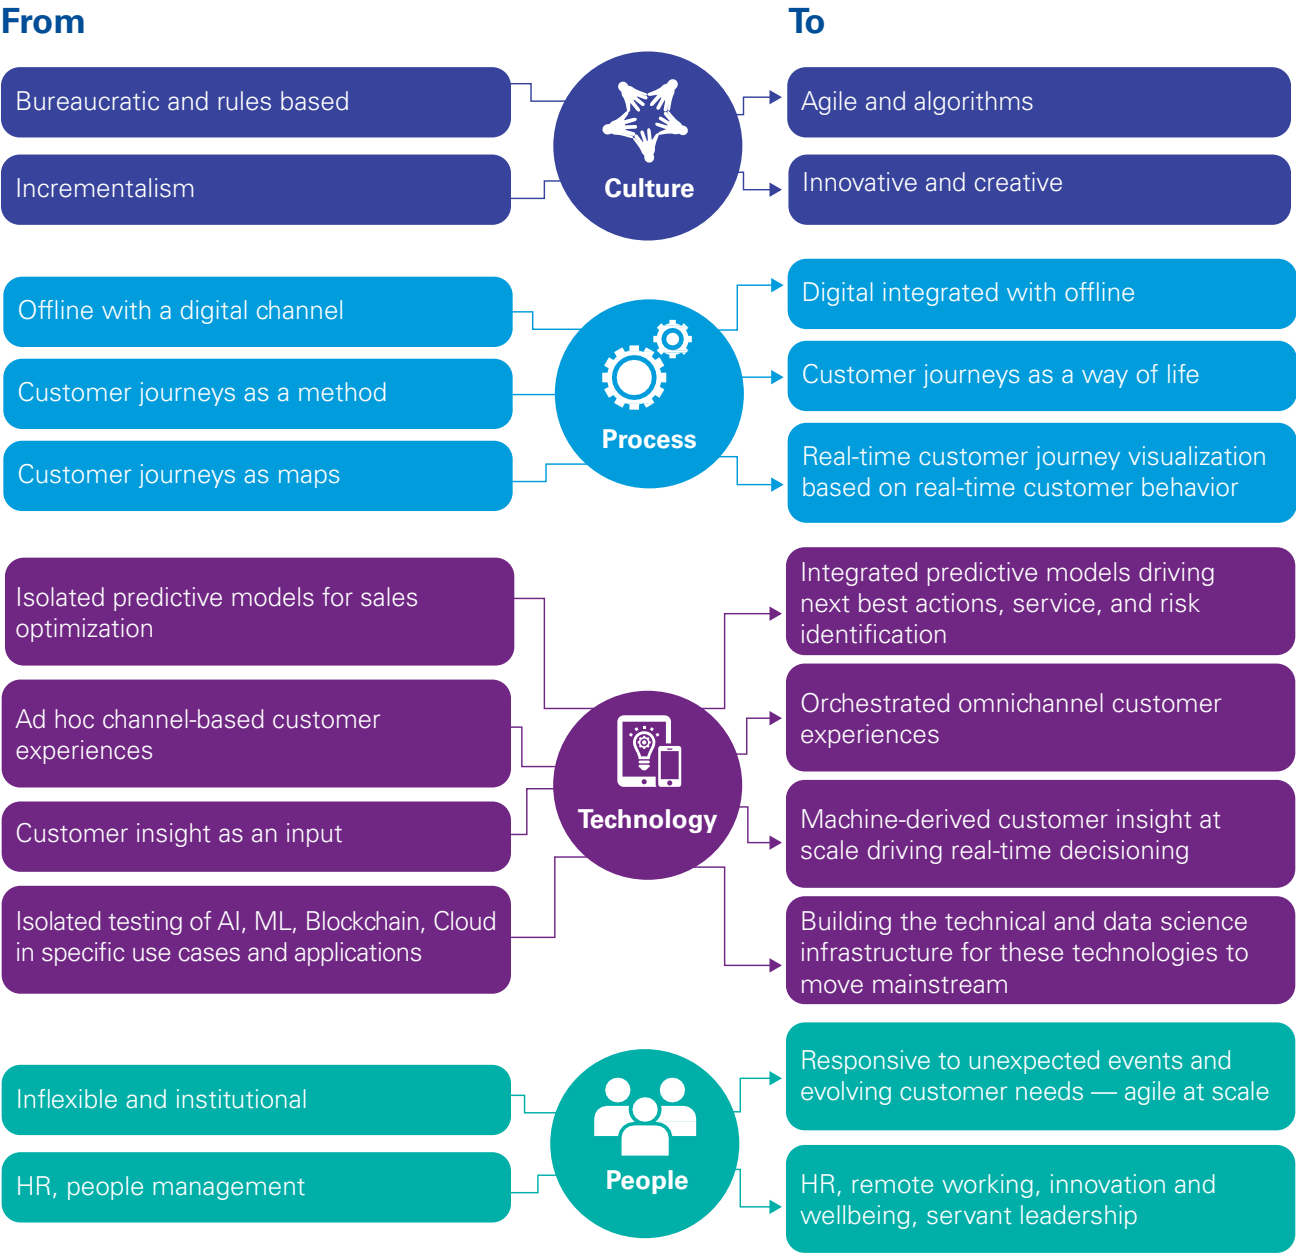 From
To
Bureaucratic and rules based
Agile and algorithms
Incrementalism
Culture
Innovative and creative
Offline with a digital channel
Digital integrated with offline
Customer journeys as a method
Customer journeys as a way of life
Process
Customer journeys as maps
Real-time customer journey visualization
based on real-time customer behavior
Isolated predictive models for sales
optimization
Integrated predictive models driving
next best actions, service, and risk
identification
Ad hoc channel-based customer
experiences
Orchestrated omnichannel customer
experiences
Technology
Customer insight as an input
Machine-derived customer insight at
scale driving real-time decisioning
Isolated testing of AI, ML, Blockchain, Cloud
in specific use cases and applications
Building the technical and data science
infrastructure for these technologies to
move mainstream
Inflexible and institutional
Responsive to unexpected events and
evolving customer needs — agile at scale
People
HR, people management
HR, remote working, innovation and
wellbeing, servant leadership